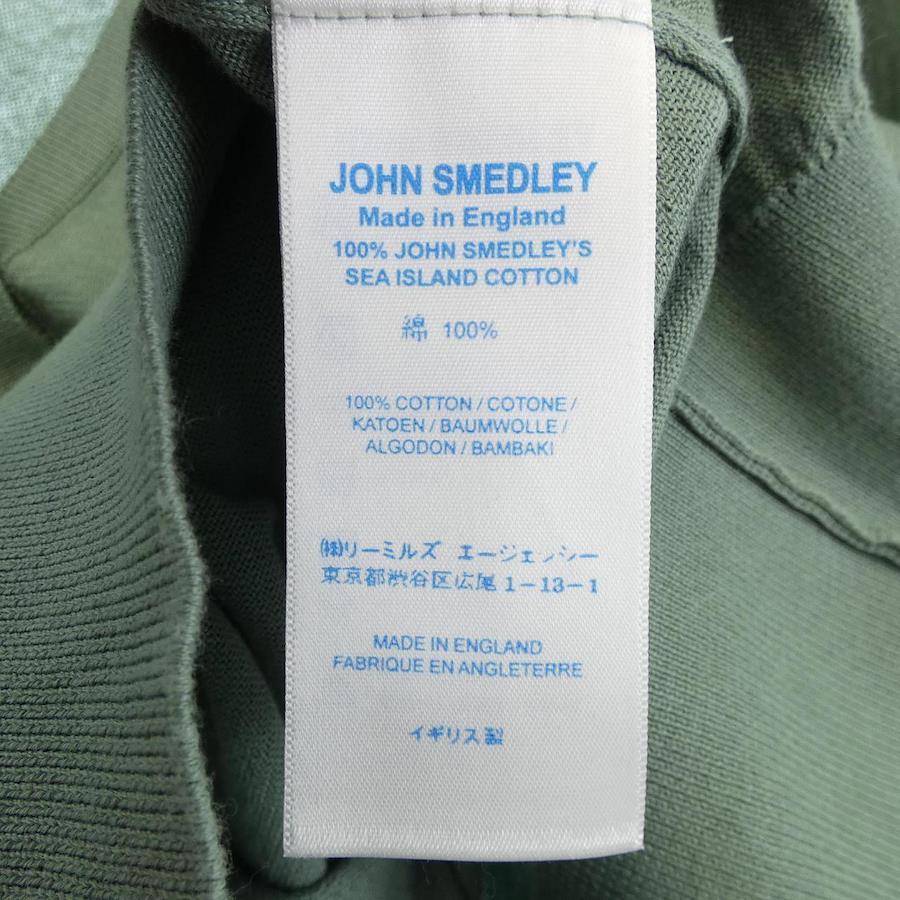 JOHN SMEDLEY
Made in England
100% JOHN SMEDLEY'S
SEA ISLAND COTTON
綿 100%
100% COTTON / COTONE /
KATOEN / BAUMWOLLE /
ALGODON / BAMBAKI
㈱リーミルズ エージェンシー
東京都渋谷区広尾1-13-1
MADE IN ENGLAND
FABRIQUE EN ANGLETERRE
イギリス製